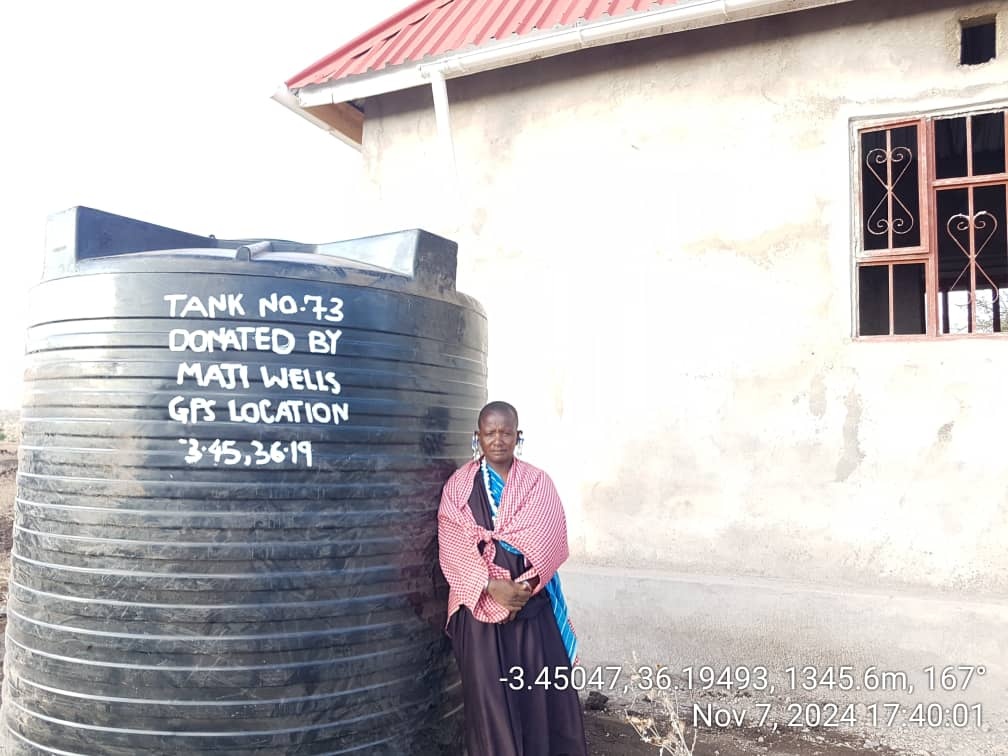 TANK NO.73
DONATED BY
MAJI WELLS
GPS LOCATION
-3.45,36.19
-3.45047, 36.19493, 1345.6m, 167°
Nov 7, 2024 17:40:01